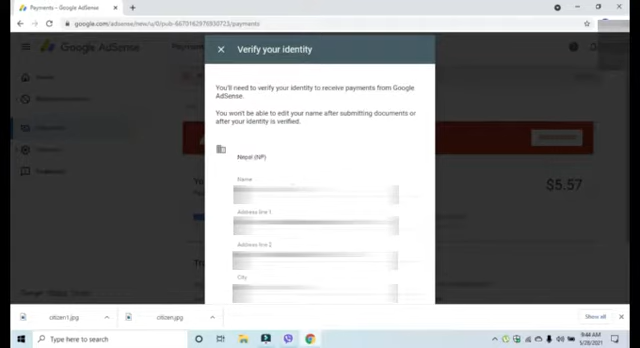 Payments - Google AdSense
google.com/adsense/new/u/0/pub-6670162976930723/payments
Google AdSense
Verify your identity
You'll need to verify your identity to receive payments from Google
AdSense.
You won't be able to edit your name after submitting documents or
after your identity is verified.
Nepal (NP)
Name
$5.57
Address line 1
Address line 2
City
citizen1.jpg
citizen.jpg
Show all
Type here to search
9:44 AM
5/28/2021